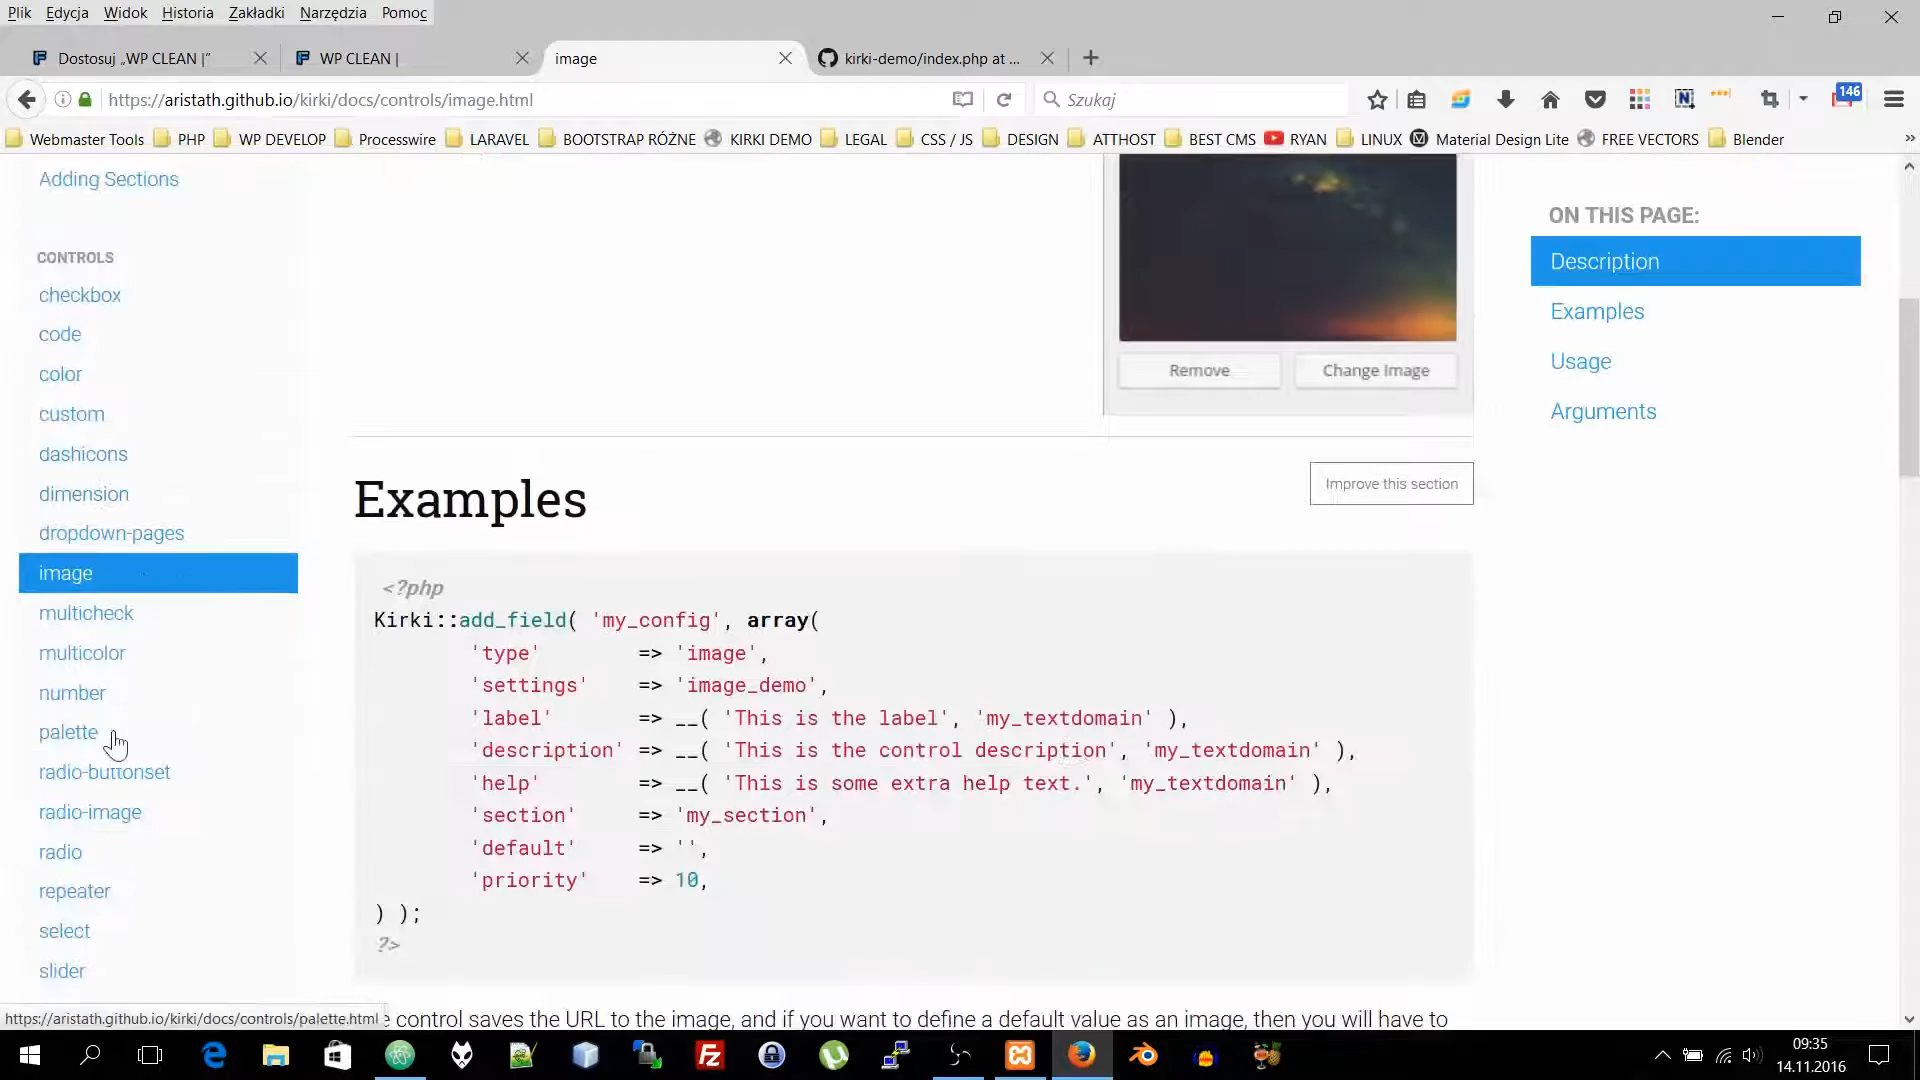 Plik Edycja Widok Historia Zakładki Narzędzia Pomoc
Dostosuj „WP CLEAN |" WP CLEAN | image kirki-demo/index.php at ...
https://aristath.github.io/kirki/docs/controls/image.html Szukaj 146
Webmaster Tools PHP WP DEVELOP Processwire LARAVEL BOOTSTRAP RÓŻNE KIRKI DEMO LEGAL CSS / JS DESIGN ATTHOST BEST CMS RYAN LINUX Material Design Lite FREE VECTORS Blender
Adding Sections
CONTROLS
checkbox
code
color
custom
dashicons
dimension
dropdown-pages
image
multicheck
multicolor
number
palette
radio-buttonset
radio-image
radio
repeater
select
slider
Remove Change Image
Examples
Improve this section
<?php
Kirki::add_field( 'my_config', array(
'type' => 'image',
'settings' => 'image_demo',
'label' => __( 'This is the label', 'my_textdomain' ),
'description' => __( 'This is the control description', 'my_textdomain' ),
'help' => __( 'This is some extra help text.', 'my_textdomain' ),
'section' => 'my_section',
'default' => '',
'priority' => 10,
) );
?>
e control saves the URL to the image, and if you want to define a default value as an image, then you will have to
ON THIS PAGE:
Description
Examples
Usage
Arguments
https://aristath.github.io/kirki/docs/controls/palette.html
09:35
14.11.2016